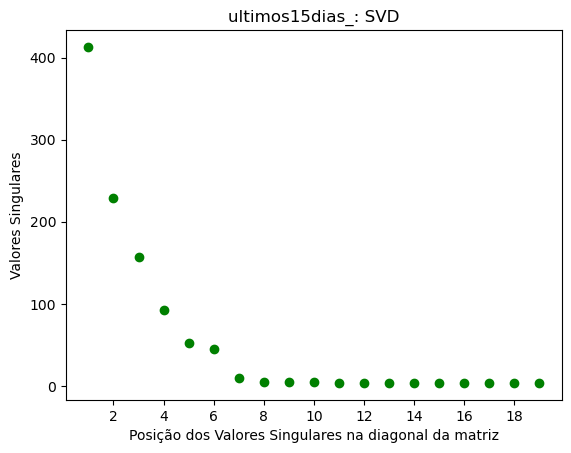 ultimos15dias_: SVD
400
300
200
100
0
Valores Singulares
2 4 6 8 10 12 14 16 18
Posição dos Valores Singulares na diagonal da matriz